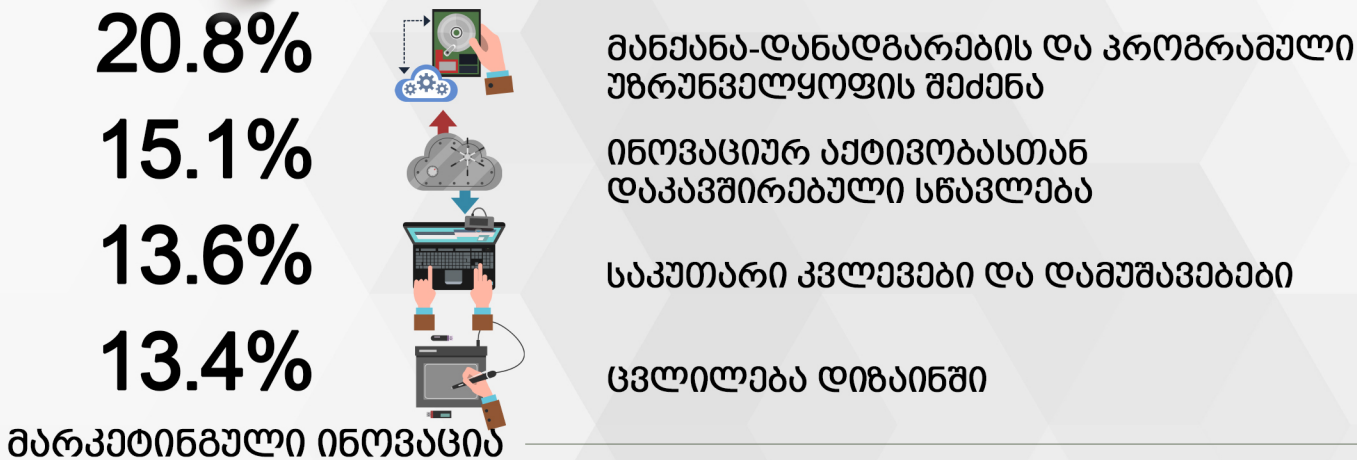 20.8%
მანქანა-დანადგარების და პროგრამული
უზრუნველყოფის შეძენა
15.1%
ინოვაციურ აქტივობასთან
დაკავშირებული სწავლება
13.6%
საკუთარი კვლევები და დამუშავებები
13.4%
ცვლილება დიზაინში
მარკეტინგული ინოვაცია